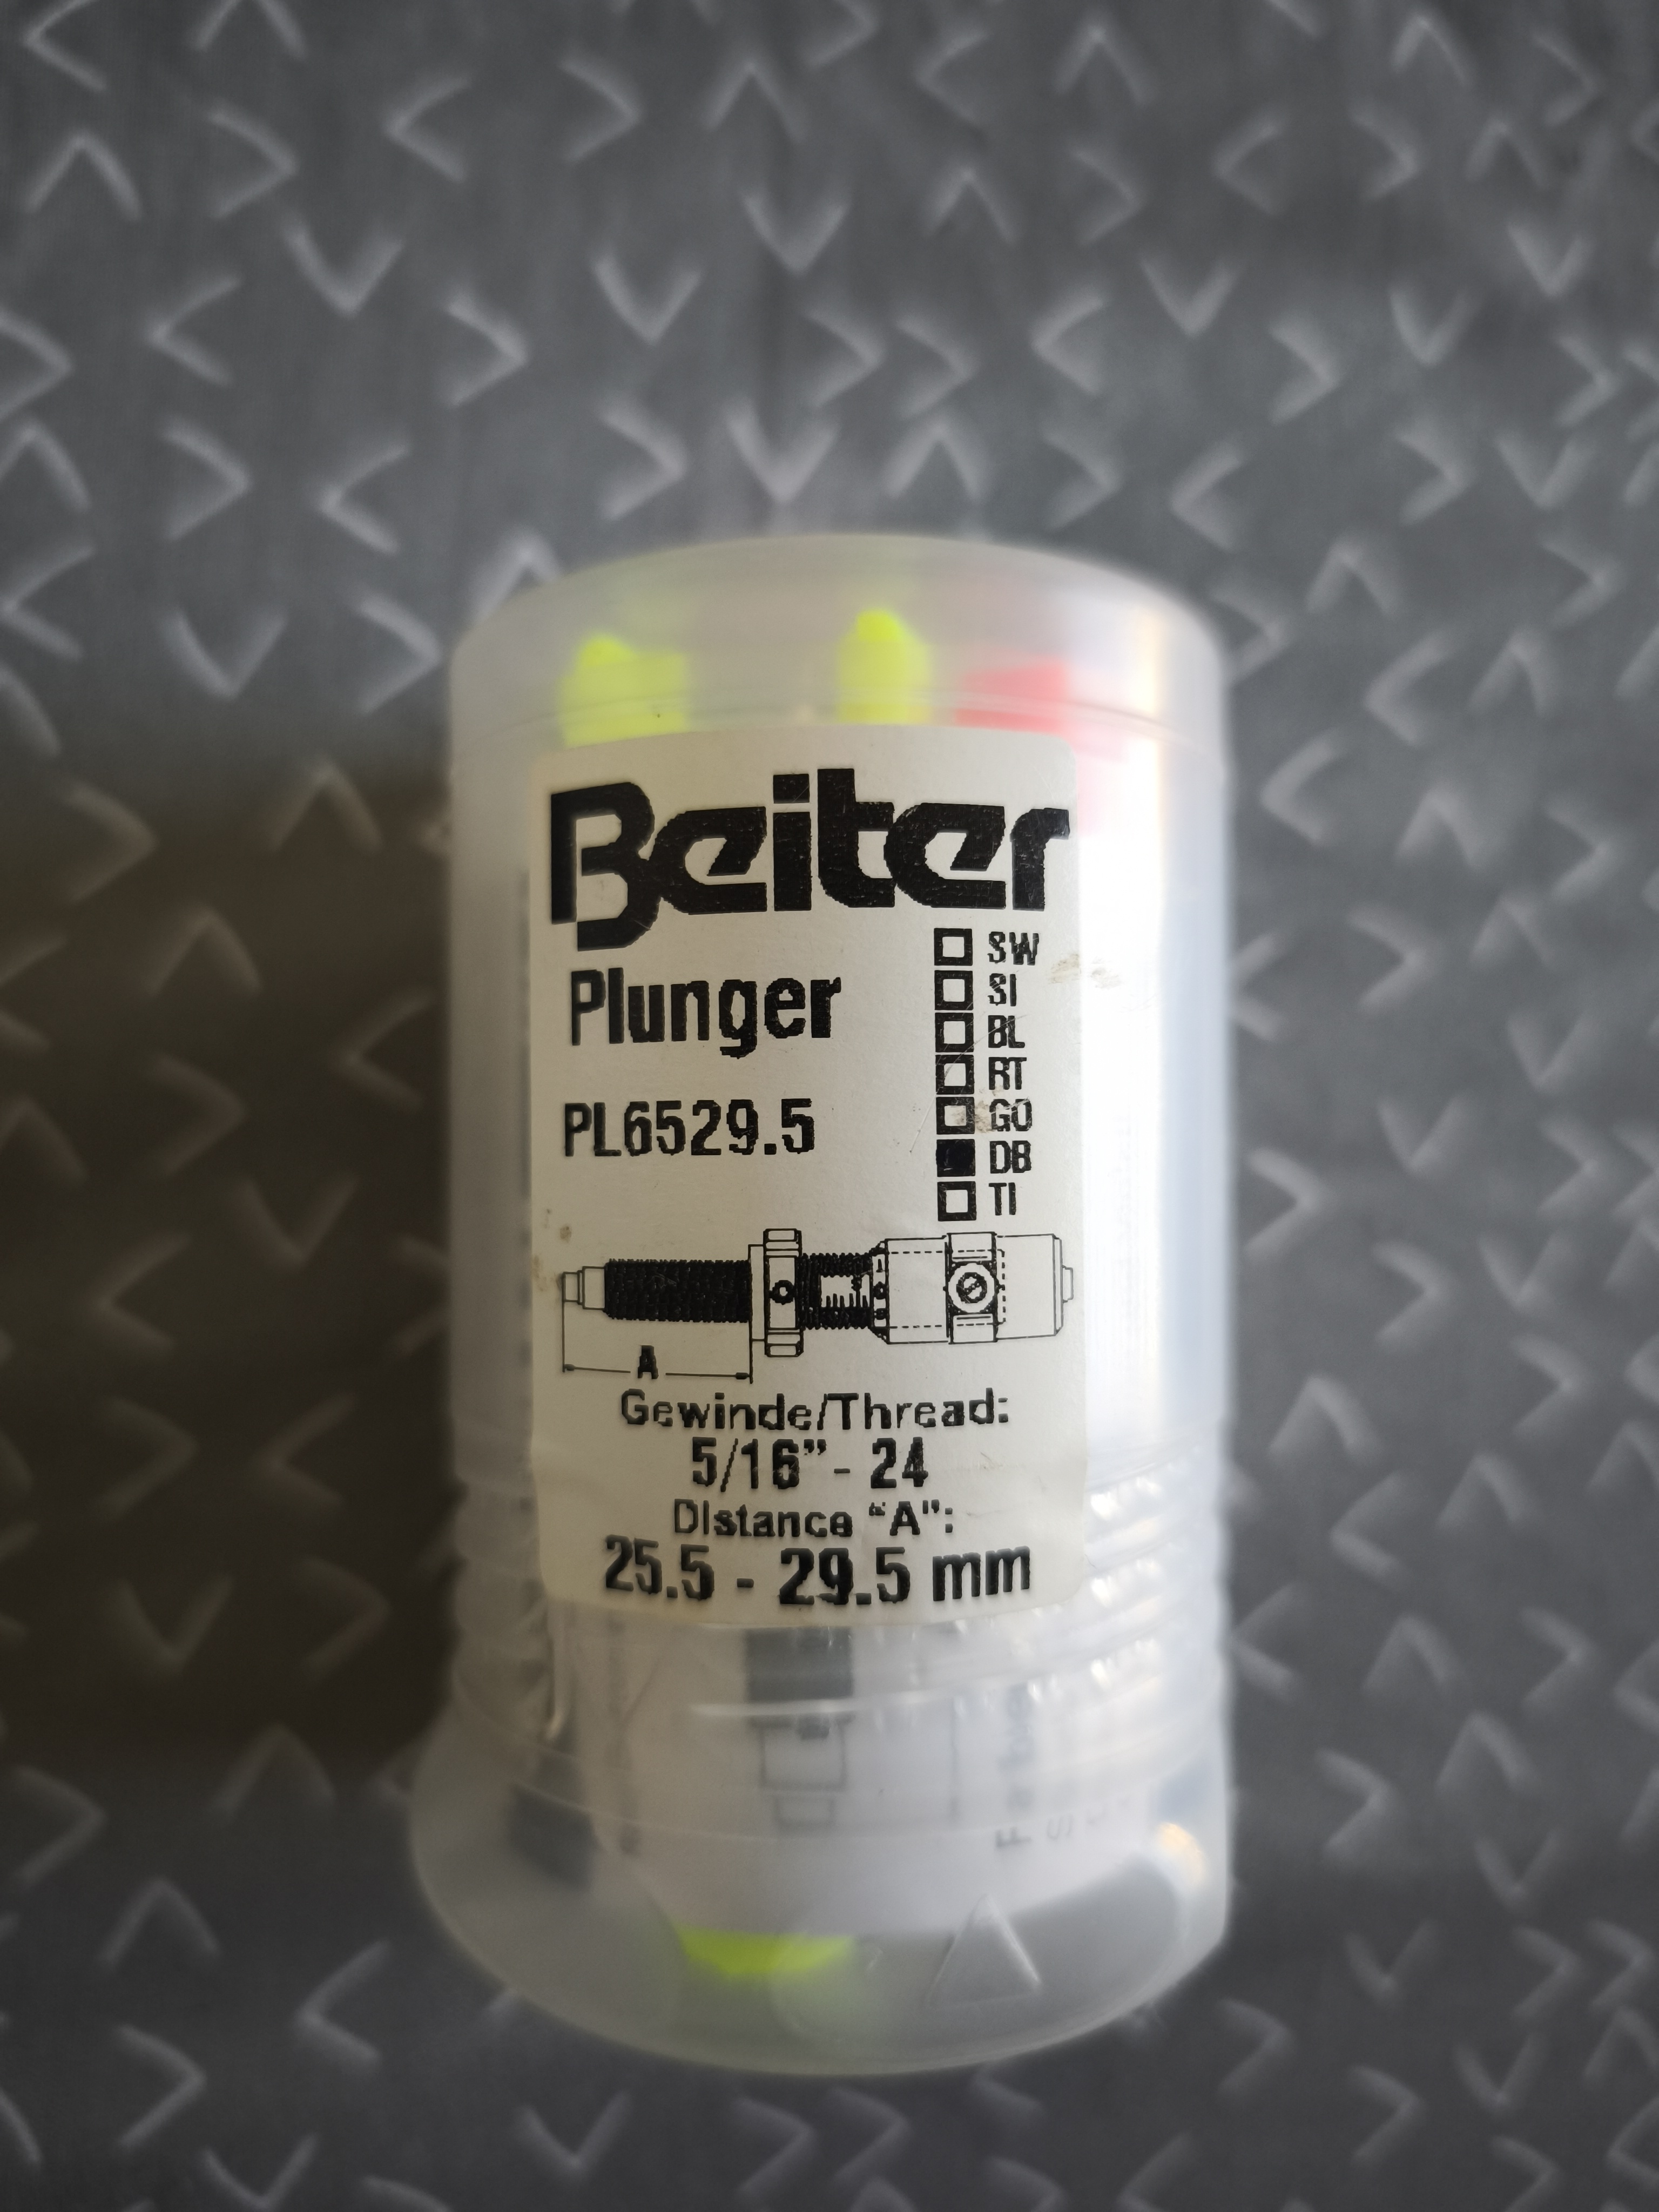 Beiter
Plunger
PL6529.5
SW
SI
BL
RT
GO
DB
TI
A
Gewinde/Thread:
5/16” - 24
Distance “A”:
25.5 - 29.5 mm